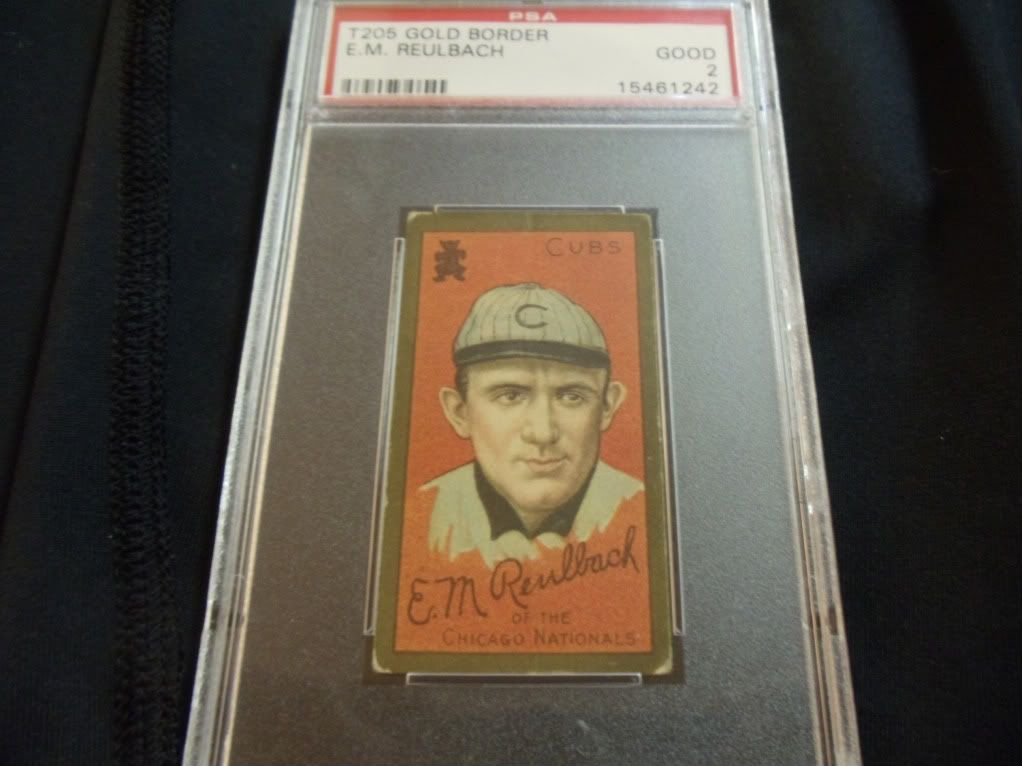 PSA
T205 GOLD BORDER
E.M. REULBACH
GOOD
2
15461242
CUBS
C
E. M Reulbach
OF THE
CHICAGO NATIONALS